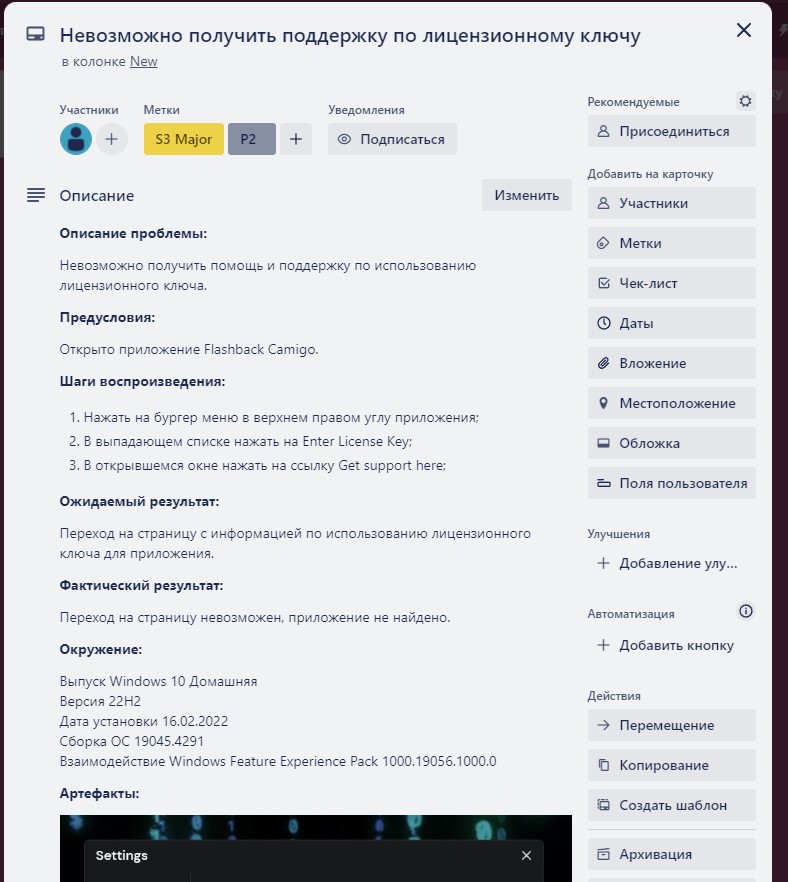 Невозможно получить поддержку по лицензионному ключу
в колонке New
Участники
Метки
Уведомления
S3 Major
P2
Подписаться
Описание
Изменить
Описание проблемы:
Невозможно получить помощь и поддержку по использованию
лицензионного ключа.
Предусловия:
Открыто приложение Flashback Camigo.
Шаги воспроизведения:
1. Нажать на бургер меню в верхнем правом углу приложения;
2. В выпадающем списке нажать на Enter License Key;
3. В открывшемся окне нажать на ссылку Get support here;
Ожидаемый результат:
Переход на страницу с информацией по использованию лицензионного
ключа для приложения.
Фактический результат:
Переход на страницу невозможен, приложение не найдено.
Окружение:
Выпуск Windows 10 Домашняя
Версия 22H2
Дата установки 16.02.2022
Сборка ОС 19045.4291
Взаимодействие Windows Feature Experience Pack 1000.19056.1000.0
Артефакты:
Settings
Рекомендуемые
Присоединиться
Добавить на карточку
Участники
Метки
Чек-лист
Даты
Вложение
Местоположение
Обложка
Поля пользователя
Улучшения
Добавление улу...
Автоматизация
Добавить кнопку
Действия
Перемещение
Копирование
Создать шаблон
Архивация